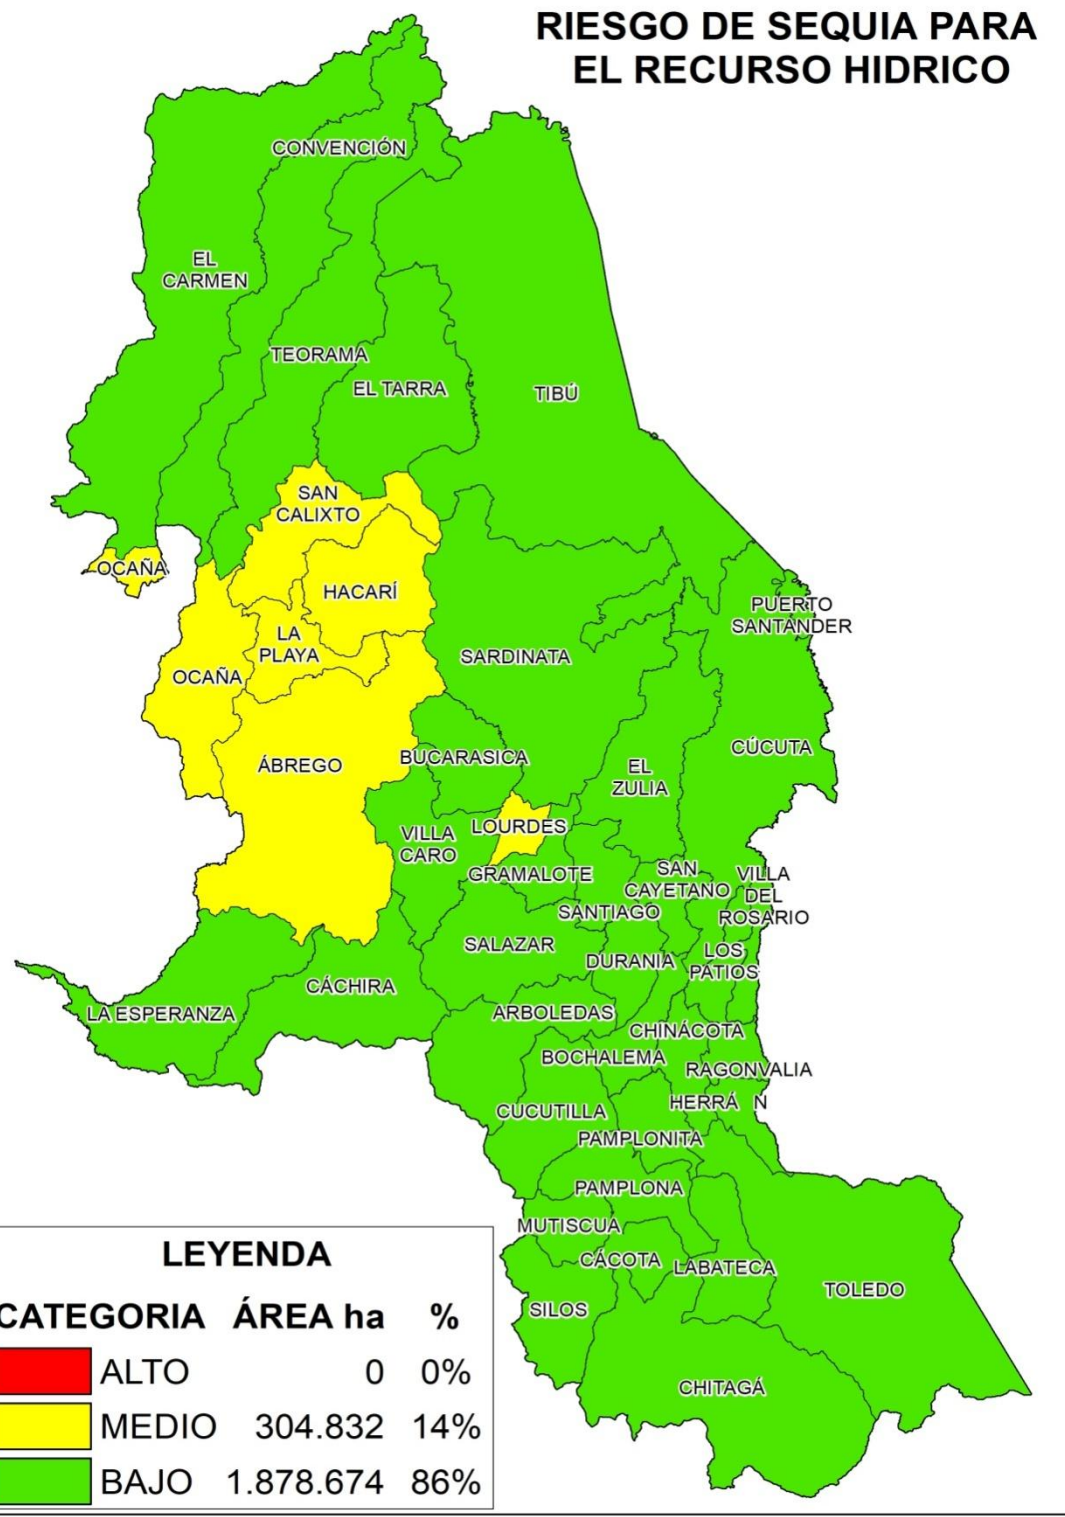 RIESGO DE SEQUIA PARA
EL RECURSO HIDRICO
CONVENCIÓN
EL
CARMEN
TEORAMA
EL TARRA
TIBÚ
SAN
CALIXTO
OCAÑA
HACARÍ
PUERTO
SANTANDER
LA
PLAYA
SARDINATA
OCAÑA
ÁBREGO
BUCARASICA
CÚCUTA
EL
ZULIA
VILLA
CARO
LOURDES
GRAMALOTE
SAN
CAYETANO
VILLA
DEL
ROSARIO
SANTIAGO
SALAZAR
DURANIA
LOS
PATIOS
CÁCHIRA
LA ESPERANZA
ARBOLEDAS
CHINÁCOTA
BOCHALEMA
RAGONVALIA
HERRÁ N
CUCUTILLA
PAMPLONITA
PAMPLONA
MUTISCUA
CÁCOTA
LABATECA
TOLEDO
SILOS
CHITAGÁ
LEYENDA
CATEGORIA ÁREA ha %
ALTO 0 0%
MEDIO 304.832 14%
BAJO 1.878.674 86%